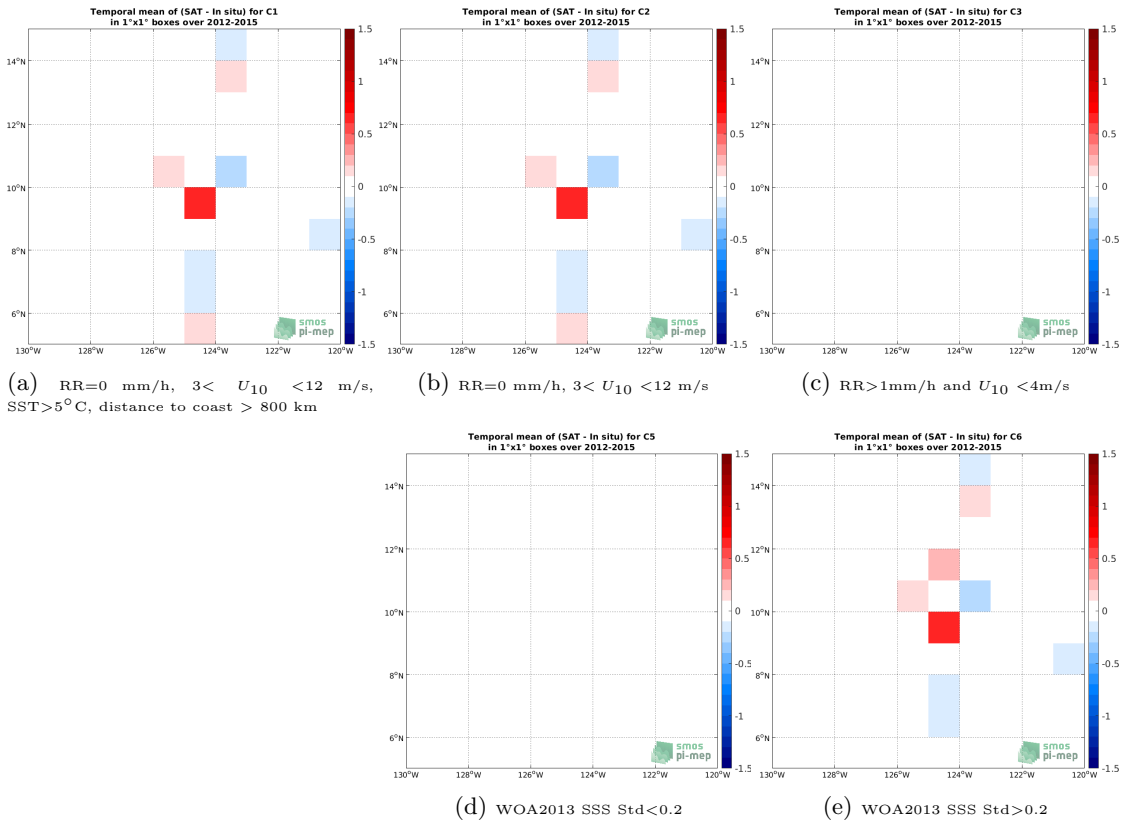 Temporal mean of (SAT - In situ) for C1
in 1°x1° boxes over 2012-2015
14°N
12°N
10°N
8°N
6°N
130°W 128°W 126°W 124°W 122°W 120°W
1.5
1
0.5
0
-0.5
-1
-1.5
smos
pi-mep
(a) RR=0 mm/h, 3< U10 <12 m/s,
SST>5°C, distance to coast > 800 km
Temporal mean of (SAT - In situ) for C2
in 1°x1° boxes over 2012-2015
14°N
12°N
10°N
8°N
6°N
130°W 128°W 126°W 124°W 122°W 120°W
1.5
1
0.5
0
-0.5
-1
-1.5
smos
pi-mep
(b) RR=0 mm/h, 3< U10 <12 m/s
Temporal mean of (SAT - In situ) for C3
in 1°x1° boxes over 2012-2015
14°N
12°N
10°N
8°N
6°N
130°W 128°W 126°W 124°W 122°W 120°W
1.5
1
0.5
0
-0.5
-1
-1.5
smos
pi-mep
(c) RR>1mm/h and U10 <4m/s
Temporal mean of (SAT - In situ) for C5
in 1°x1° boxes over 2012-2015
14°N
12°N
10°N
8°N
6°N
130°W 128°W 126°W 124°W 122°W 120°W
1.5
1
0.5
0
-0.5
-1
-1.5
smos
pi-mep
(d) WOA2013 SSS Std<0.2
Temporal mean of (SAT - In situ) for C6
in 1°x1° boxes over 2012-2015
14°N
12°N
10°N
8°N
6°N
130°W 128°W 126°W 124°W 122°W 120°W
1.5
1
0.5
0
-0.5
-1
-1.5
smos
pi-mep
(e) WOA2013 SSS Std>0.2